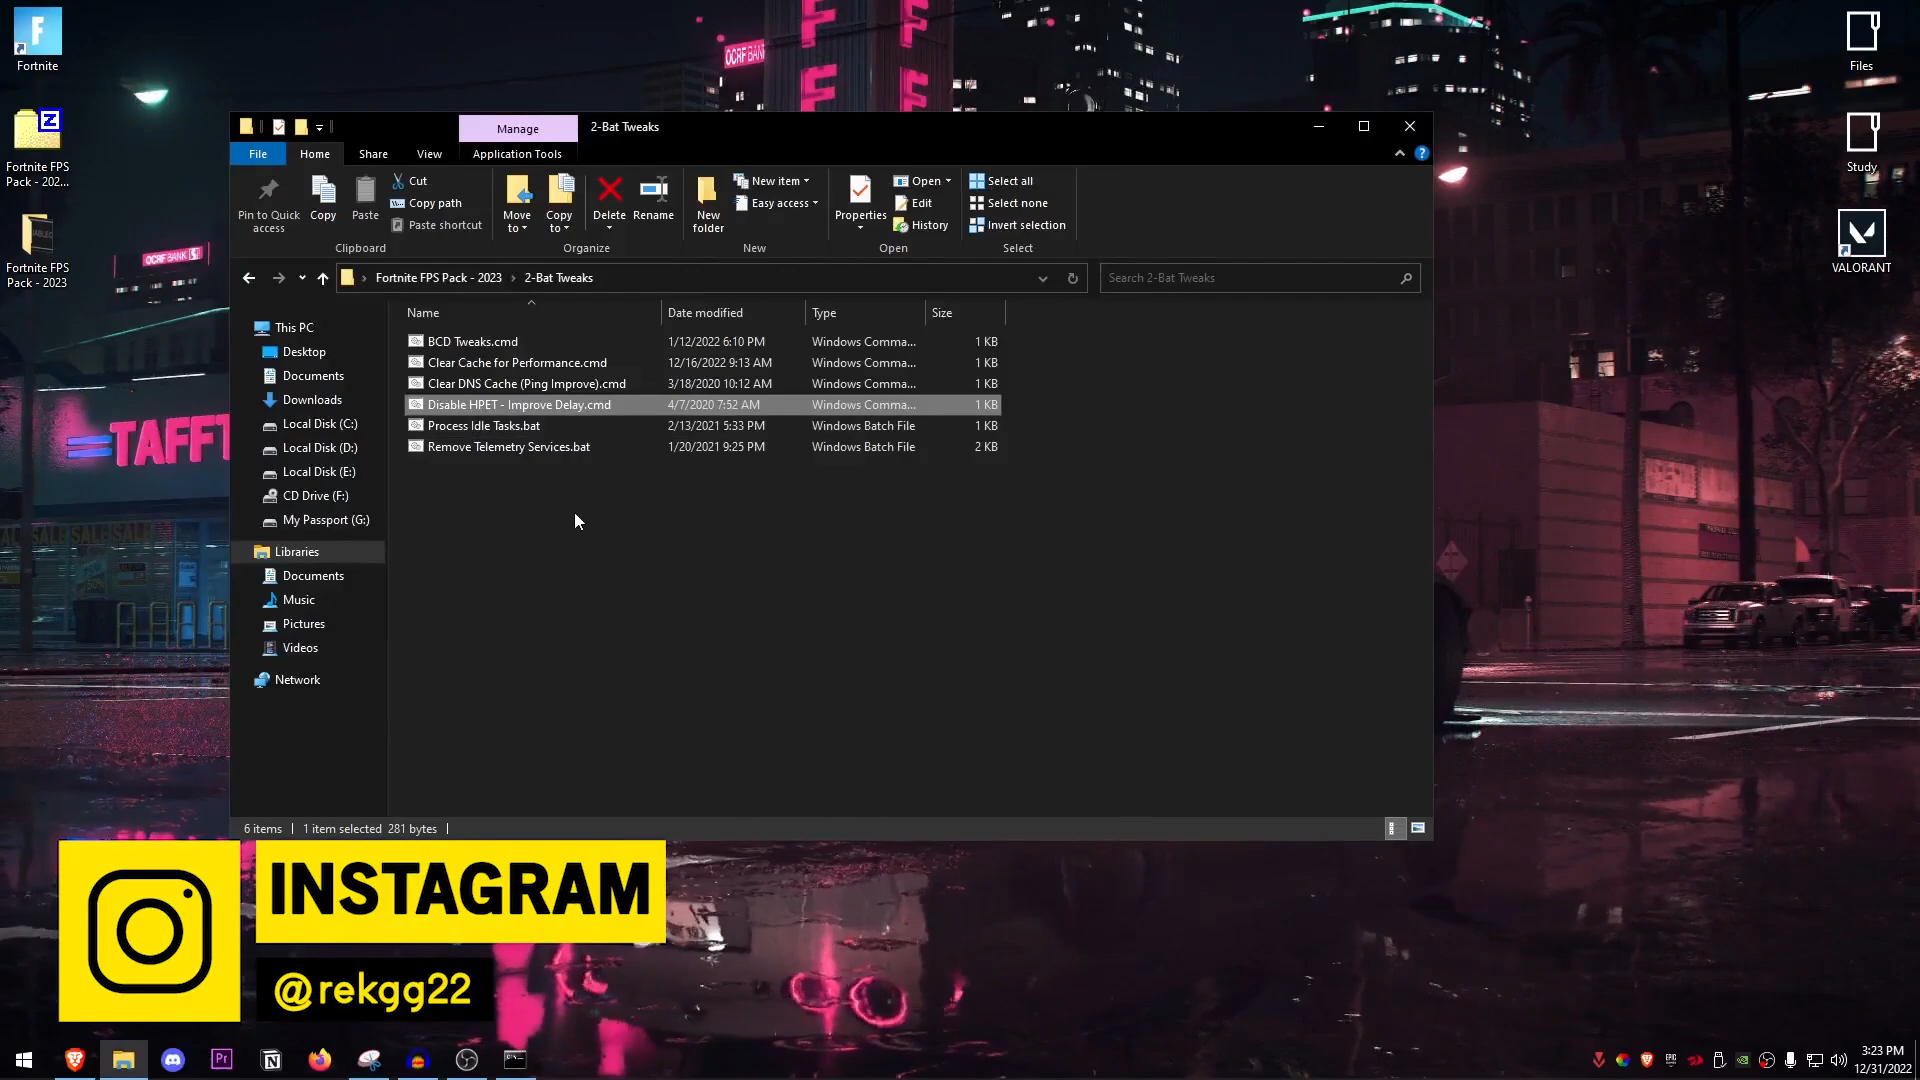 Fortnite
Fortnite FPS
Pack - 202...
Fortnite FPS
Pack - 2023
Files
Study
VALORANT
OCRF BANK
OCRF BANK
TAFFT
Manage
2-Bat Tweaks
File
Home
Share
View
Application Tools
Pin to Quick
access
Copy
Paste
Cut
Copy path
Paste shortcut
Clipboard
Move
to
Copy
to
Delete
Rename
Organize
New
folder
New item
Easy access
New
Properties
Open
Edit
History
Open
Select all
Select none
Invert selection
Select
Fortnite FPS Pack - 2023 › 2-Bat Tweaks
Search 2-Bat Tweaks
This PC
Desktop
Documents
Downloads
Local Disk (C:)
Local Disk (D:)
Local Disk (E:)
CD Drive (F:)
My Passport (G:)
Libraries
Documents
Music
Pictures
Videos
Network
Name Date modified Type Size
BCD Tweaks.cmd 1/12/2022 6:10 PM Windows Comma... 1 KB
Clear Cache for Performance.cmd 12/16/2022 9:13 AM Windows Comma... 1 KB
Clear DNS Cache (Ping Improve).cmd 3/18/2020 10:12 AM Windows Comma... 1 KB
Disable HPET - Improve Delay.cmd 4/7/2020 7:52 AM Windows Comma... 1 KB
Process Idle Tasks.bat 2/13/2021 5:33 PM Windows Batch File 1 KB
Remove Telemetry Services.bat 1/20/2021 9:25 PM Windows Batch File 2 KB
6 items 1 item selected 281 bytes
INSTAGRAM
@rekgg22
3:23 PM
12/31/2022